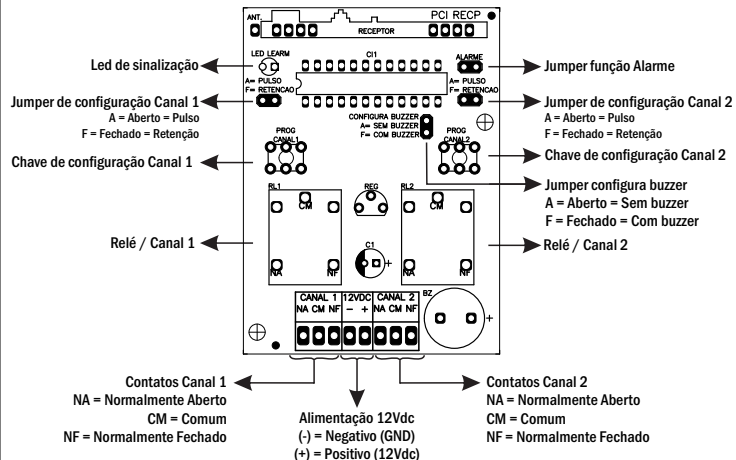 ANT.
PCI RECP
RECEPTOR
LED LEARM
CI1
ALARME
A= PULSO
F= RETENCAO
A= PULSO
F= RETENCAO
CONFIGURA BUZZER
A= SEM BUZZER
F= COM BUZZER
PROG
CANAL1
PROG
CANAL2
RL1
CM
REG
RL2
CM
C1
+
NA
NF
NA
NF
CANAL 1
12VDC
CANAL 2
NA CM NF
- +
NA CM NF
BZ
+
Led de sinalização
Jumper de configuração Canal 1
A = Aberto = Pulso
F = Fechado = Retenção
Chave de configuração Canal 1
Relé / Canal 1
Jumper função Alarme
Jumper de configuração Canal 2
A = Aberto = Pulso
F = Fechado = Retenção
Chave de configuração Canal 2
Jumper configura buzzer
A = Aberto = Sem buzzer
F = Fechado = Com buzzer
Relé / Canal 2
Contatos Canal 1
NA = Normalmente Aberto
CM = Comum
NF = Normalmente Fechado
Alimentação 12Vdc
(-) = Negativo (GND)
(+) = Positivo (12Vdc)
Contatos Canal 2
NA = Normalmente Aberto
CM = Comum
NF = Normalmente Fechado